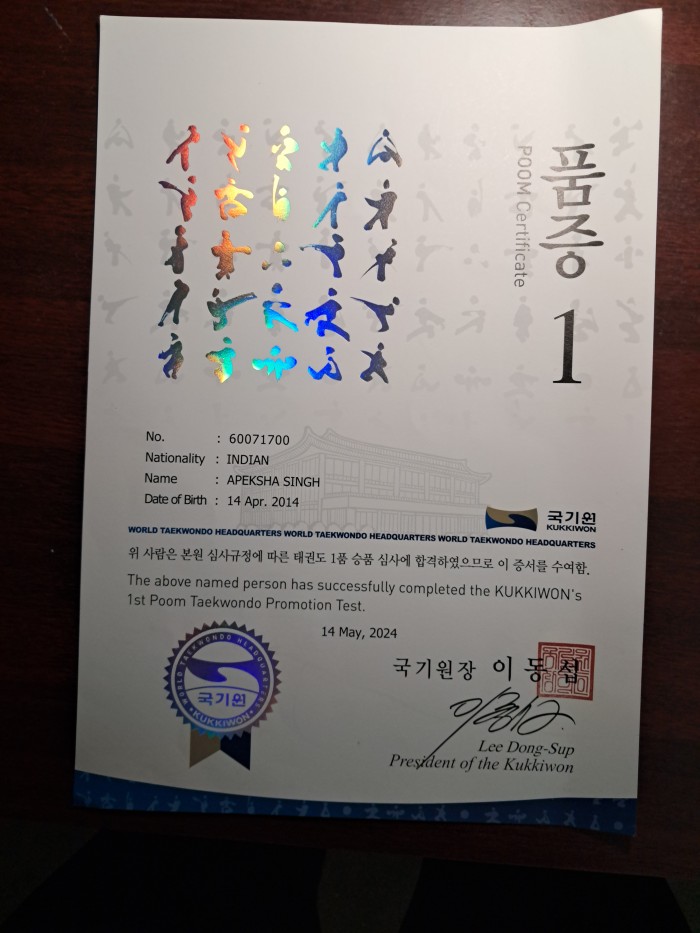 품증
POOM Certificate
1
No. : 60071700
Nationality : INDIAN
Name : APEKSHA SINGH
Date of Birth : 14 Apr. 2014
국기원
KUKKIWON
WORLD TAEKWONDO HEADQUARTERS WORLD TAEKWONDO HEADQUARTERS WORLD TAEKWONDO HEADQUARTERS
위 사람은 본원 심사규정에 따른 태권도 1품 승품 심사에 합격하였으므로 이 증서를 수여함.
The above named person has successfully completed the KUKKIWON's
1st Poom Taekwondo Promotion Test.
14 May, 2024
WORLD TAEKWONDO HEADQUARTERS
국기원
KUKKIWON
국기원장 이동섭
Lee Dong-Sup
President of the Kukkiwon